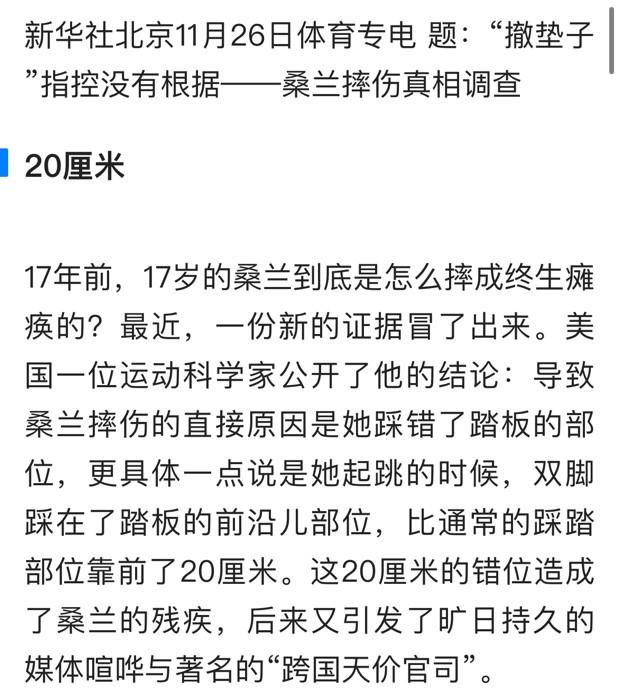 新华社北京11月26日体育专电 题：“撤垫子
”指控没有根据——桑兰摔伤真相调查
20厘米
17年前，17岁的桑兰到底是怎么摔成终生瘫
痪的？最近，一份新的证据冒了出来。美
国一位运动科学家公开了他的结论：导致
桑兰摔伤的直接原因是她踩错了踏板的部
位，更具体一点说是她起跳的时候，双脚
踩在了踏板的前沿儿部位，比通常的踩踏
部位靠前了20厘米。这20厘米的错位造成
了桑兰的残疾，后来又引发了旷日持久的
媒体喧哗与著名的“跨国天价官司”。